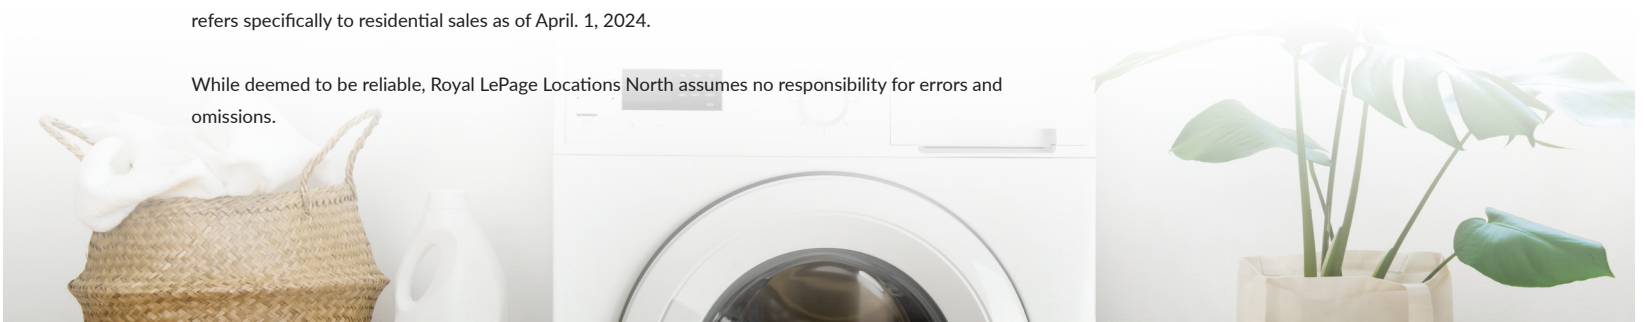 refers specifically to residential sales as of April. 1, 2024.
While deemed to be reliable, Royal LePage Locations North assumes no responsibility for errors and
omissions.